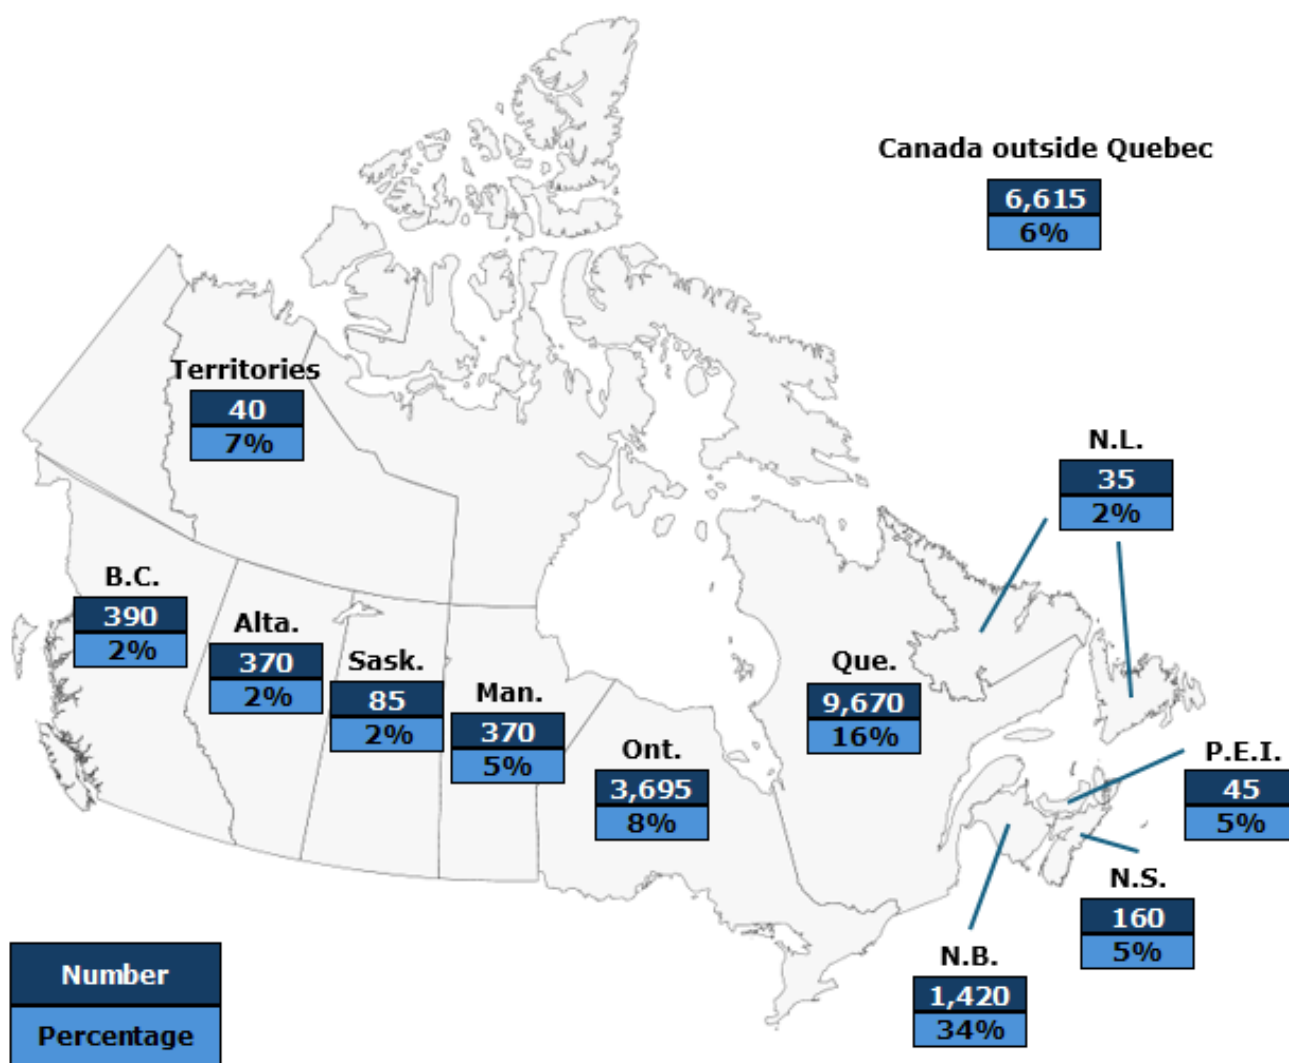 Canada outside Quebec
6,615
6%
Territories
40
7%
N.L.
35
2%
B.C.
390
2%
Alta.
370
2%
Sask.
85
2%
Man.
370
5%
Ont.
3,695
8%
Que.
9,670
16%
P.E.I.
45
5%
N.S.
160
5%
N.B.
1,420
34%
Number
Percentage